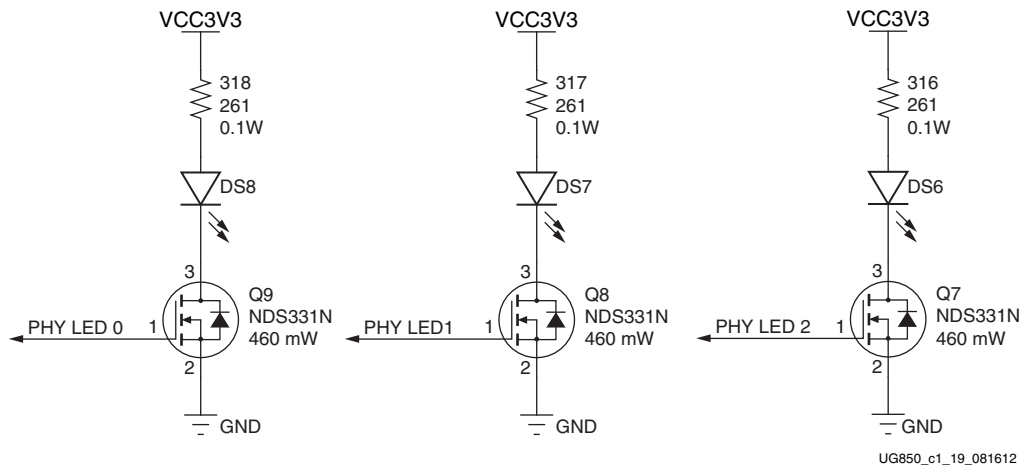 VCC3V3
318
261
0.1W
DS8
3
Q9
NDS331N
460 mW
PHY LED 0
1
2
GND
VCC3V3
317
261
0.1W
DS7
3
Q8
NDS331N
460 mW
PHY LED1
1
2
GND
VCC3V3
316
261
0.1W
DS6
3
Q7
NDS331N
460 mW
PHY LED 2
1
2
GND
UG850_c1_19_081612